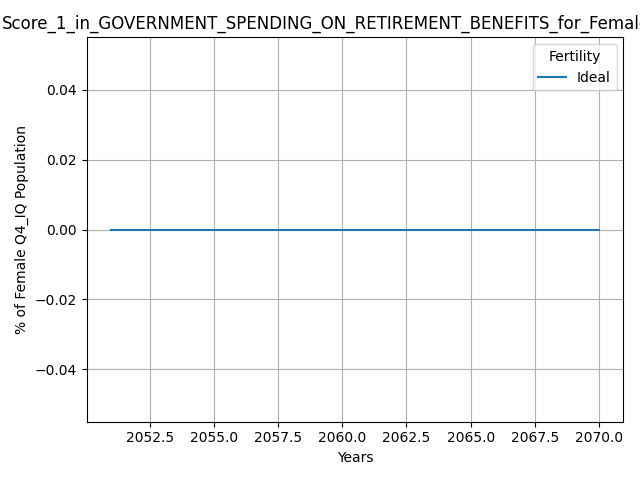 Score_1_in_GOVERNMENT_SPENDING_ON_RETIREMENT_BENEFITS_for_Femal
Fertility
Ideal
% of Female Q4_IQ Population
0.04
0.02
0.00
−0.02
−0.04
2052.5 2055.0 2057.5 2060.0 2062.5 2065.0 2067.5 2070.0
Years